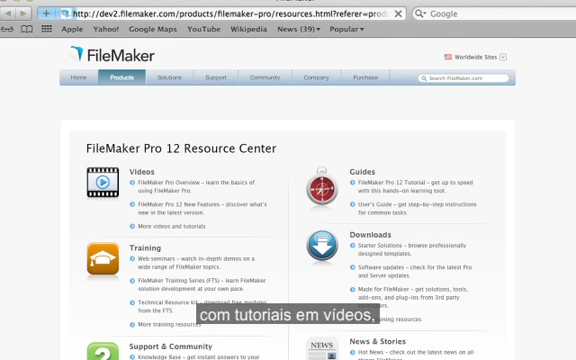 http://dev2.filemaker.com/products/filemaker-pro/resources.html?referer=prod
Google
Apple Yahoo! Google Maps YouTube Wikipedia News (39) Popular
FileMaker
Worldwide Sites
Home Products Solutions Support Community Company Purchase
Search FileMaker.com
FileMaker Pro 12 Resource Center
Videos
FileMaker Pro Overview – learn the basics of
using FileMaker Pro.
FileMaker Pro 12 New Features – discover what's
new in the latest version.
More videos and tutorials
Training
Web seminars – watch in-depth demos on a
wide range of FileMaker topics.
FileMaker Training Series (FTS) – learn FileMaker
solution development at your own pace
Technical Resource Kit – download free modules
from the FTS.
More training resources
Support & Community
Knowledge Base – get instant answers to your
Guides
FileMaker Pro 12 Tutorial – get up to speed
with this hands-on learning tool.
User's Guide – get step-by-step instructions
for common tasks.
Downloads
Starter Solutions – browse professionally
designed templates.
Software updates – check for the latest Pro
and Server updates.
Made for FileMaker – get solutions, tools,
add-ons, and plug-ins from 3rd party
resources
NEWS
News & Stories
Hot News – check out the latest news on all
things FileMaker.
com tutoriais em vídeos,